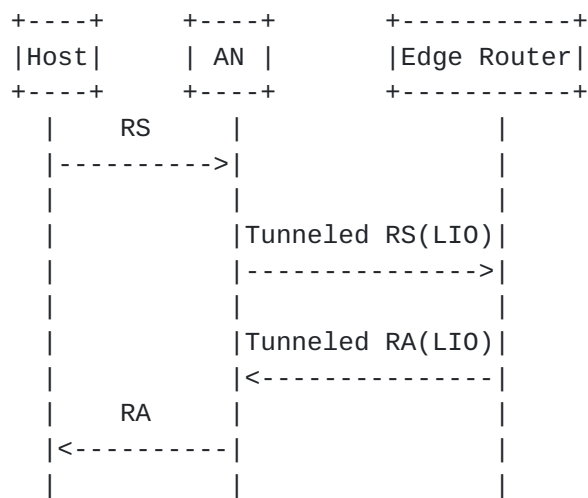 +----+     +----+       +-----------+
|Host|     | AN |       |Edge Router|
+----+     +----+       +-----------+
  |    RS     |                |
  |---------->|                |
  |           |                |
  |           |Tunneled RS(LIO)|
  |           |--------------->|
  |           |                |
  |           |Tunneled RA(LIO)|
  |           |<---------------|
  |    RA     |                |
  |<----------|                |
  |           |                |